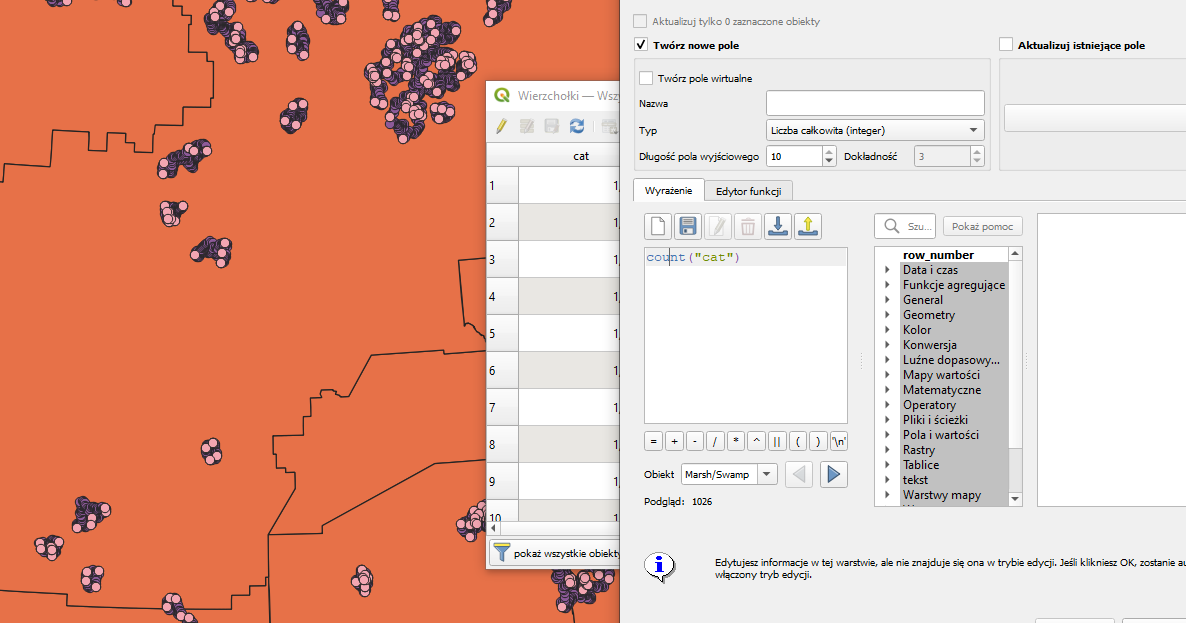 Aktualizuj tylko 0 zaznaczone obiekty
Twórz nowe pole
Aktualizuj istniejące pole
Twórz pole wirtualne
Nazwa
Typ
Liczba całkowita (integer)
Długość pola wyjściowego
10
Dokładność
3
Wyrażenie
Edytor funkcji
Wierzchołki — Wszy
cat
1
2
3
4
5
6
7
8
9
10
pokaż wszystkie obiekty
Szu...
Pokaż pomoc
count("cat")
row_number
Data i czas
Funkcje agregujące
General
Geometry
Kolor
Konwersja
Luźne dopasowy...
Mapy wartości
Matematyczne
Operatory
Pliki i ścieżki
Pola i wartości
Rastry
Tablice
tekst
Warstwy mapy
= + - / * ^ || ( ) '\n'
Obiekt
Marsh/Swamp
Podgląd: 1026
Edytujesz informacje w tej warstwie, ale nie znajduje się ona w trybie edycji. Jeśli klikniesz OK, zostanie au
włączony tryb edycji.